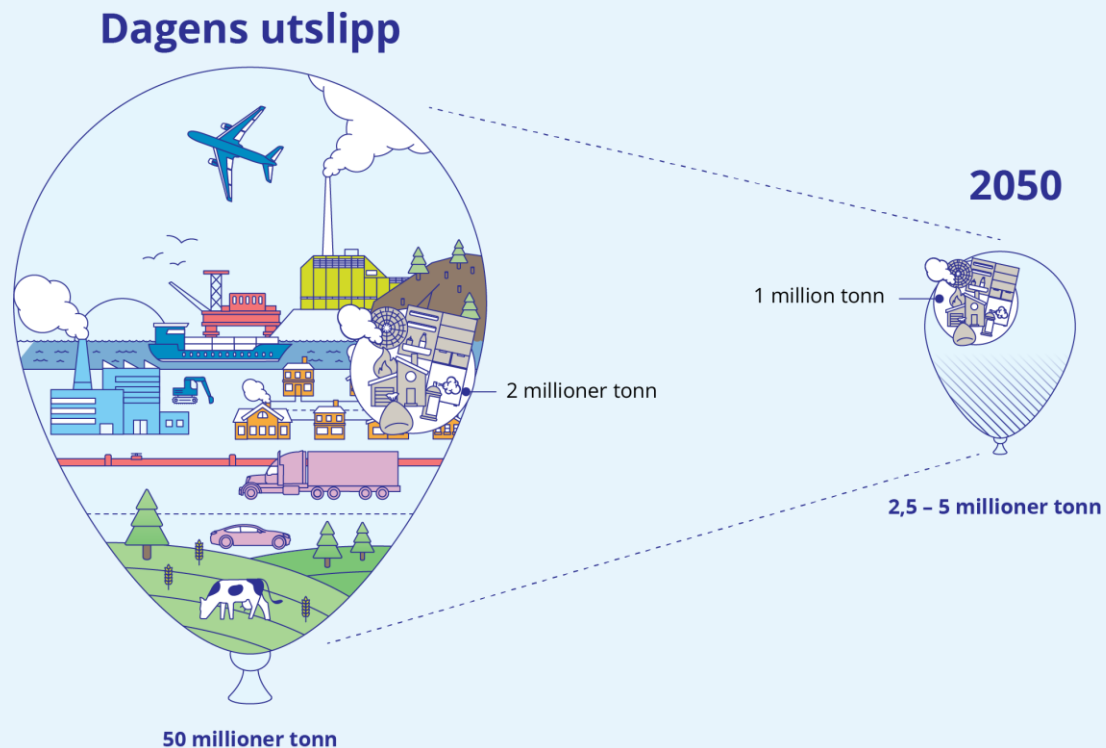 Dagens utslipp
2050
1 million tonn
2 millioner tonn
2,5 – 5 millioner tonn
50 millioner tonn